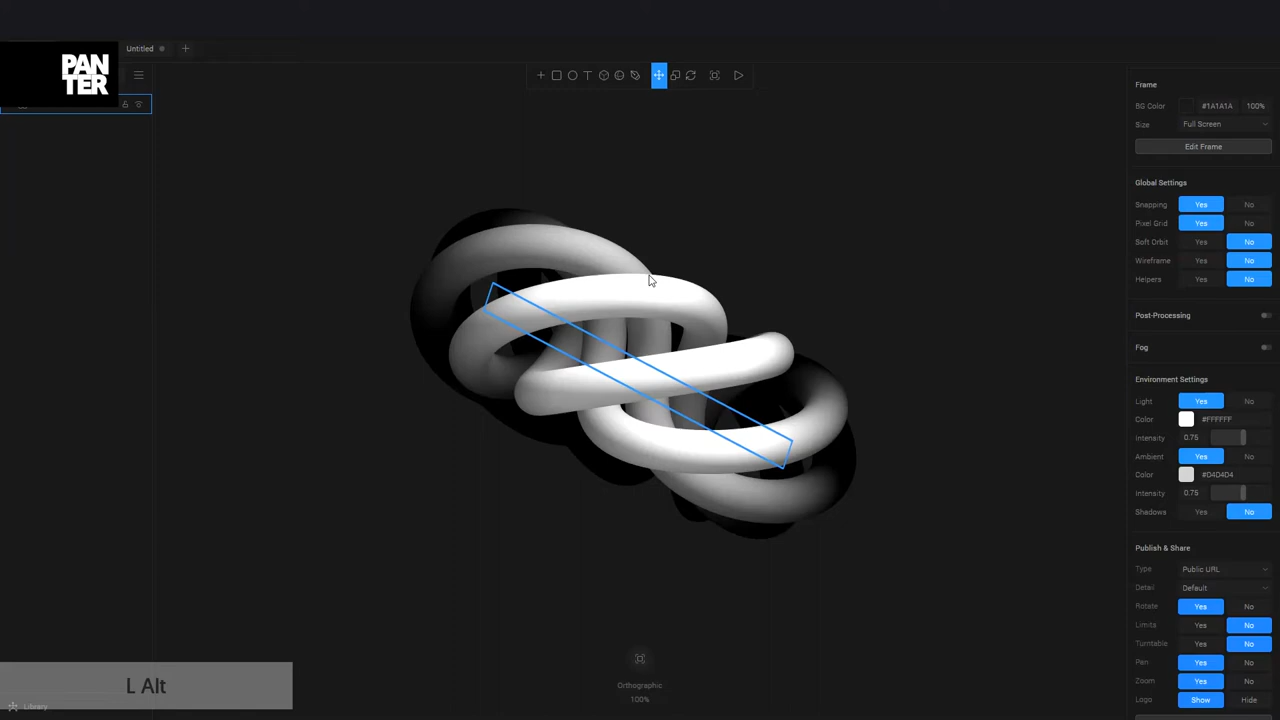 Untitled
PAN
TER
Frame
BG Color #1A1A1A 100%
Size Full Screen
Edit Frame
Global Settings
Snapping Yes No
Pixel Grid Yes No
Soft Orbit Yes No
Wireframe Yes No
Helpers Yes No
Post-Processing
Fog
Environment Settings
Light Yes No
Color #FFFFFF
Intensity 0.75
Ambient Yes No
Color #D4D4D4
Intensity 0.75
Shadows Yes No
Publish & Share
Type Public URL
Detail Default
Rotate Yes No
Limits Yes No
Turntable Yes No
Pan Yes No
Zoom Yes No
Logo Show Hide
Orthographic
100%
L Alt
Library